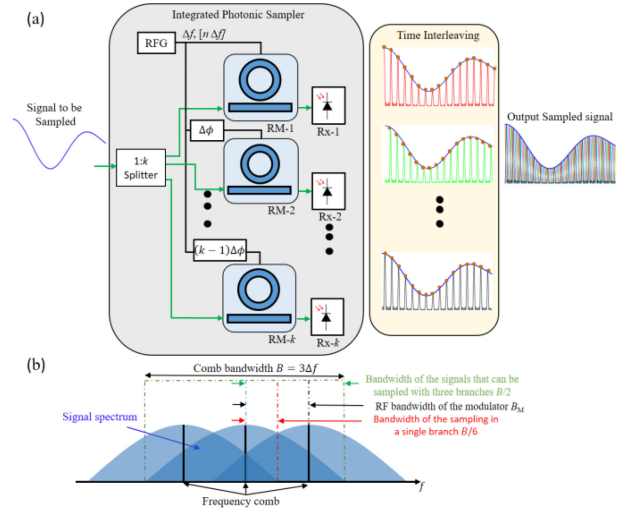 (a)
Integrated Photonic Sampler
Time Interleaving
RFG
Δf, [n Δf]
Signal to be
Sampled
RM-1
Rx-1
Output Sampled signal
Δϕ
1:k
Splitter
RM-2
Rx-2
(k − 1)Δϕ
RM-k
Rx-k
(b)
Comb bandwidth B = 3Δf
Bandwidth of the signals that can be
sampled with three branches B/2
Signal spectrum
RF bandwidth of the modulator B_M
Bandwidth of the sampling in
a single branch B/6
f
Frequency comb